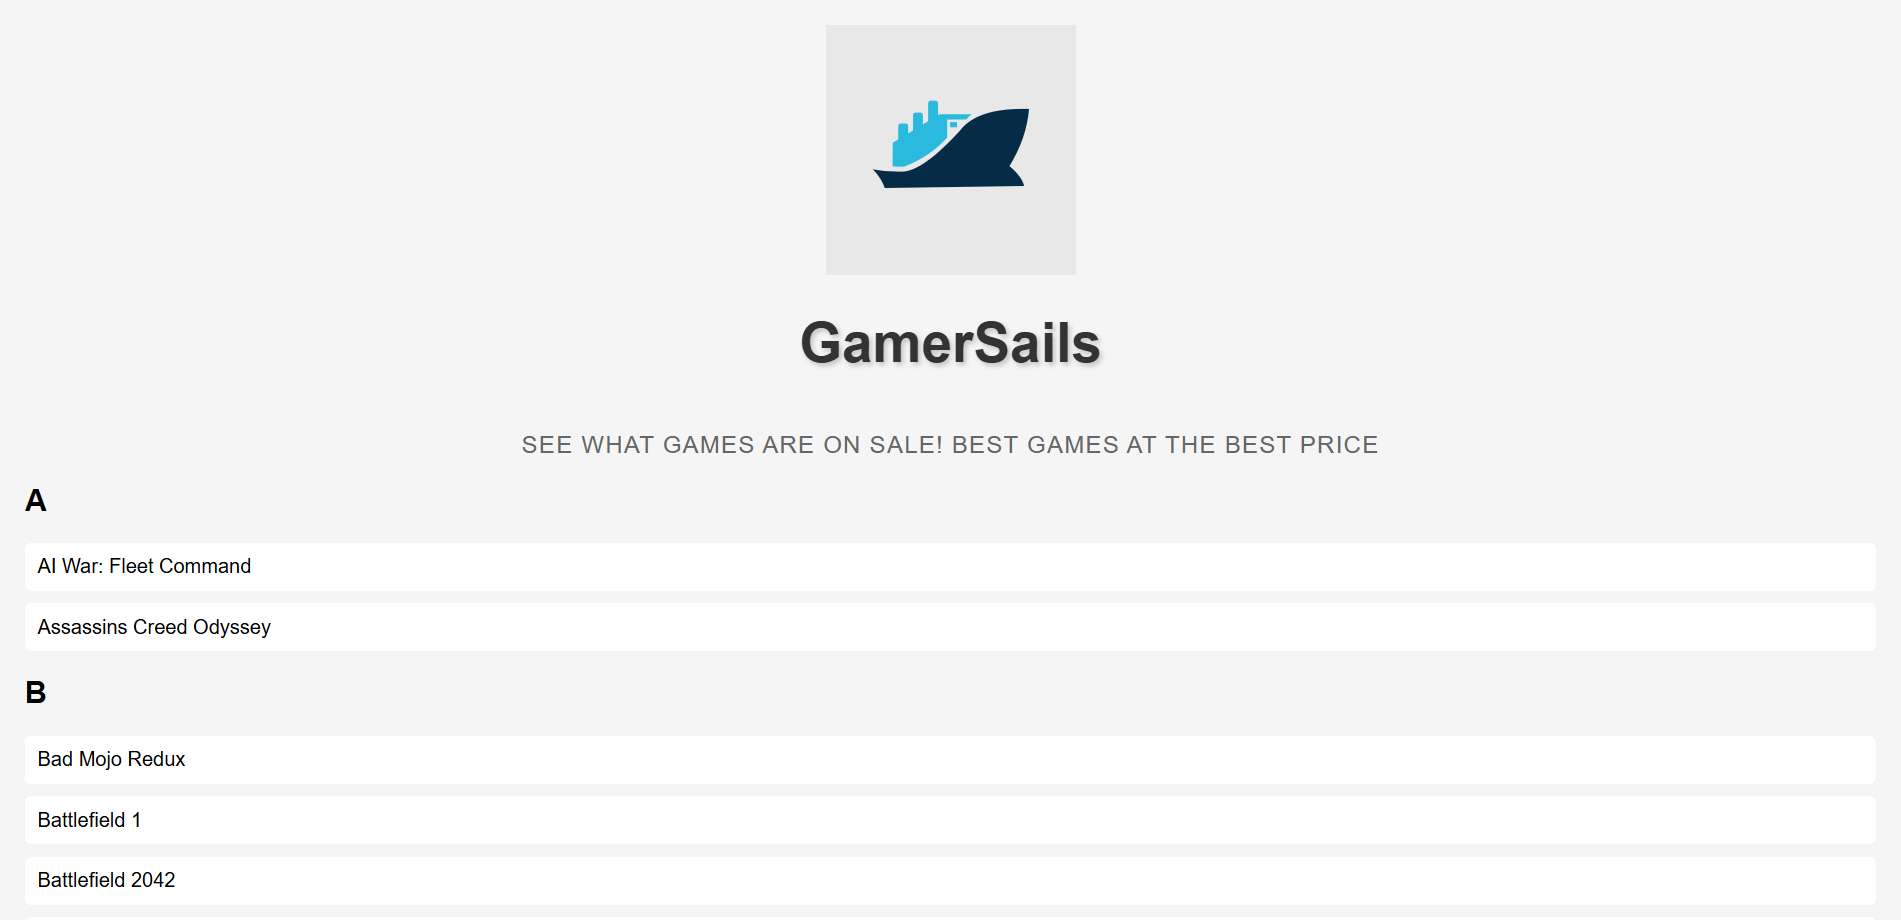 GamerSails
SEE WHAT GAMES ARE ON SALE! BEST GAMES AT THE BEST PRICE
A
AI War: Fleet Command
Assassins Creed Odyssey
B
Bad Mojo Redux
Battlefield 1
Battlefield 2042